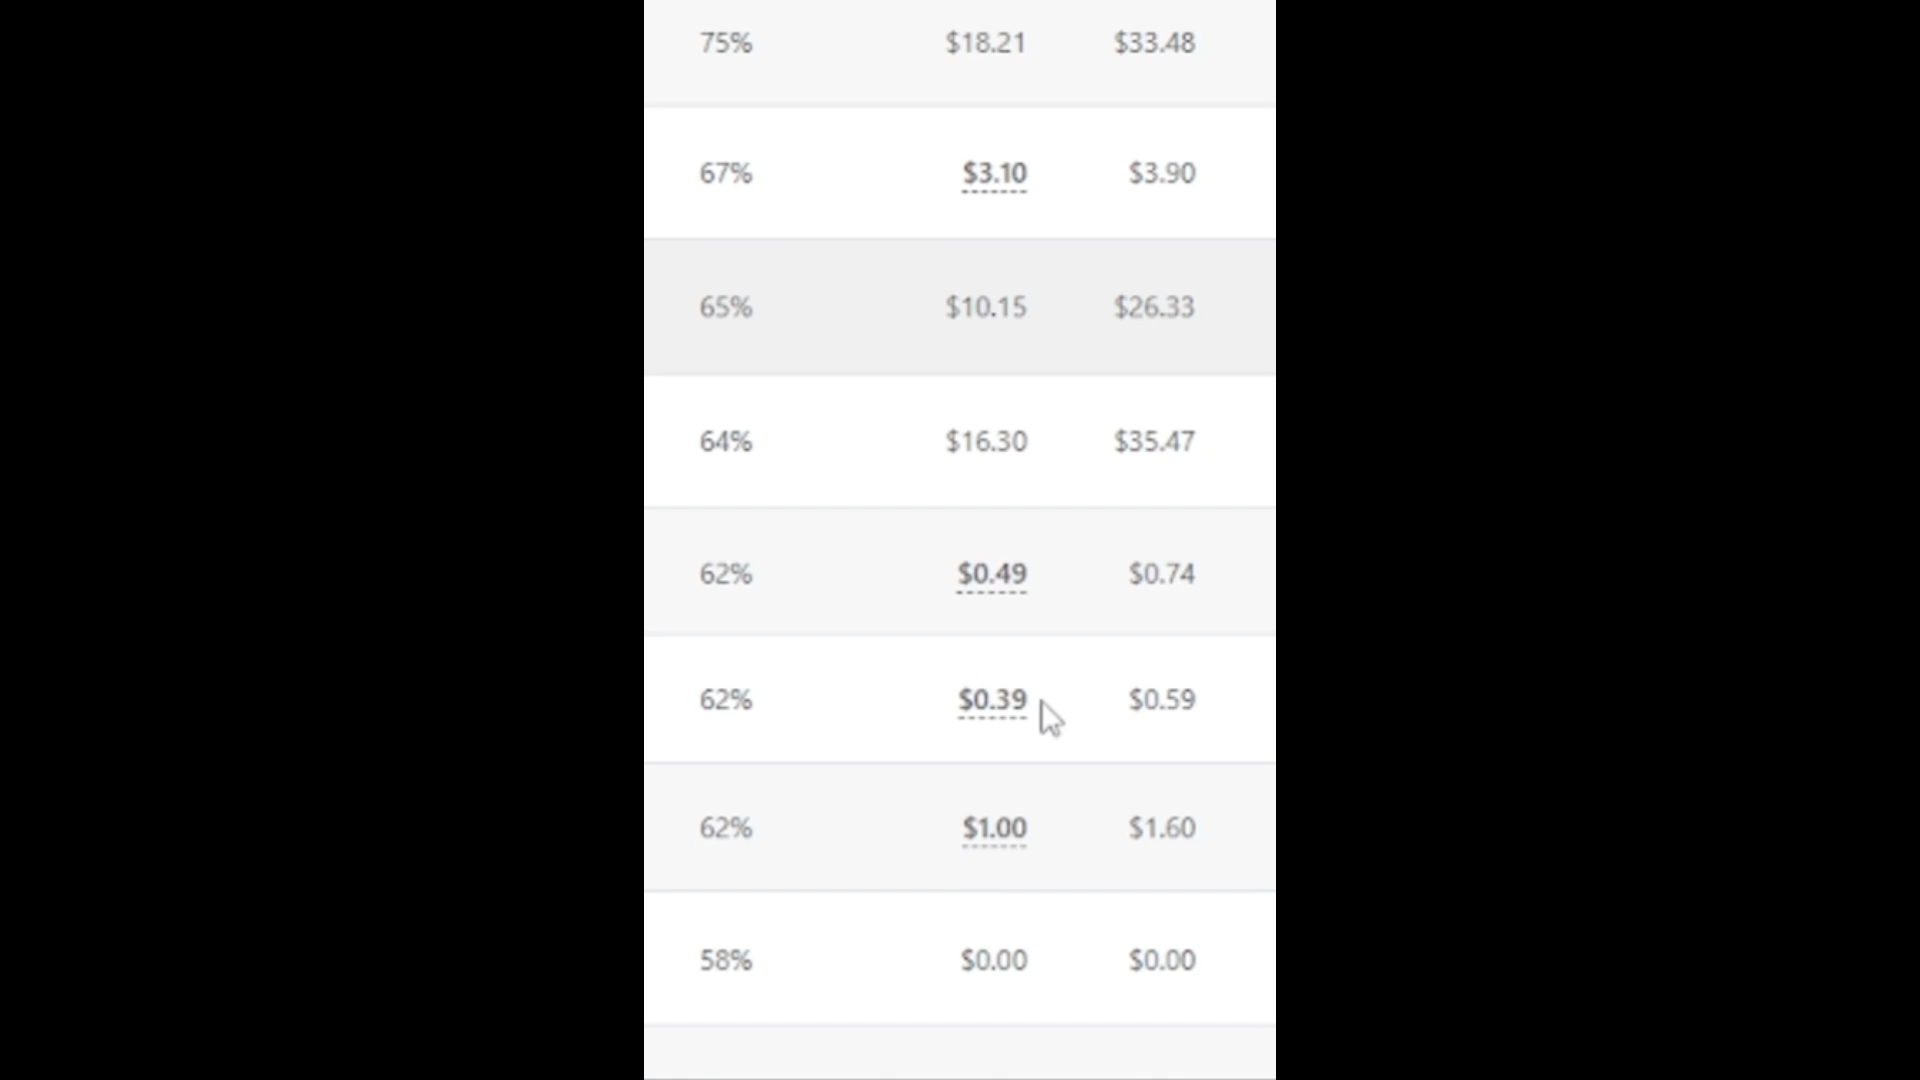 75% $18.21 $33.48
67% $3.10 $3.90
65% $10.15 $26.33
64% $16.30 $35.47
62% $0.49 $0.74
62% $0.39 $0.59
62% $1.00 $1.60
58% $0.00 $0.00